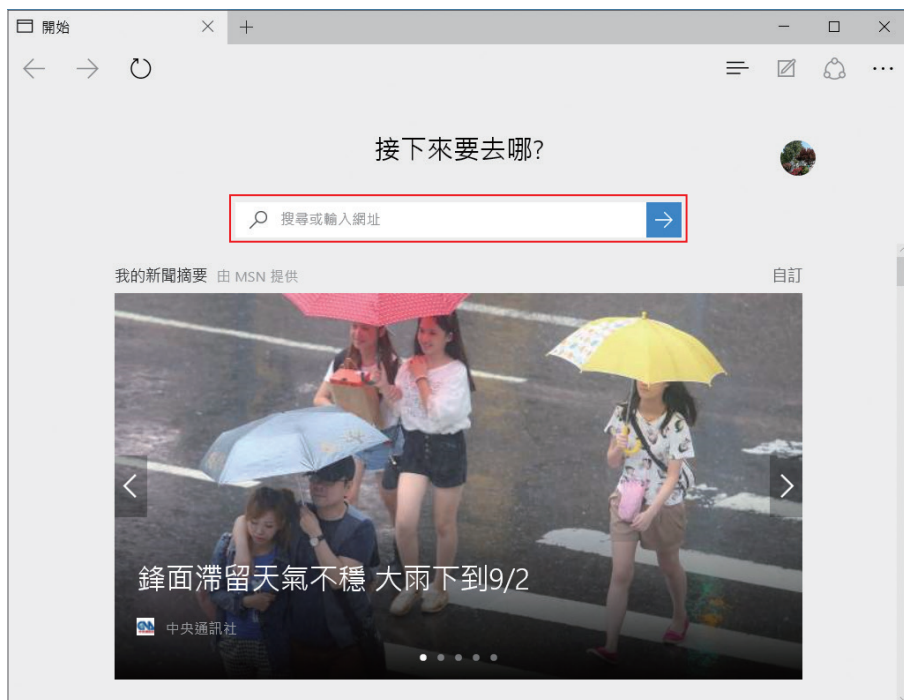 開始
接下來要去哪?
搜尋或輸入網址
我的新聞摘要 由 MSN 提供 自訂
鋒面滯留天氣不穩 大雨下到9/2
CNA 中央通訊社